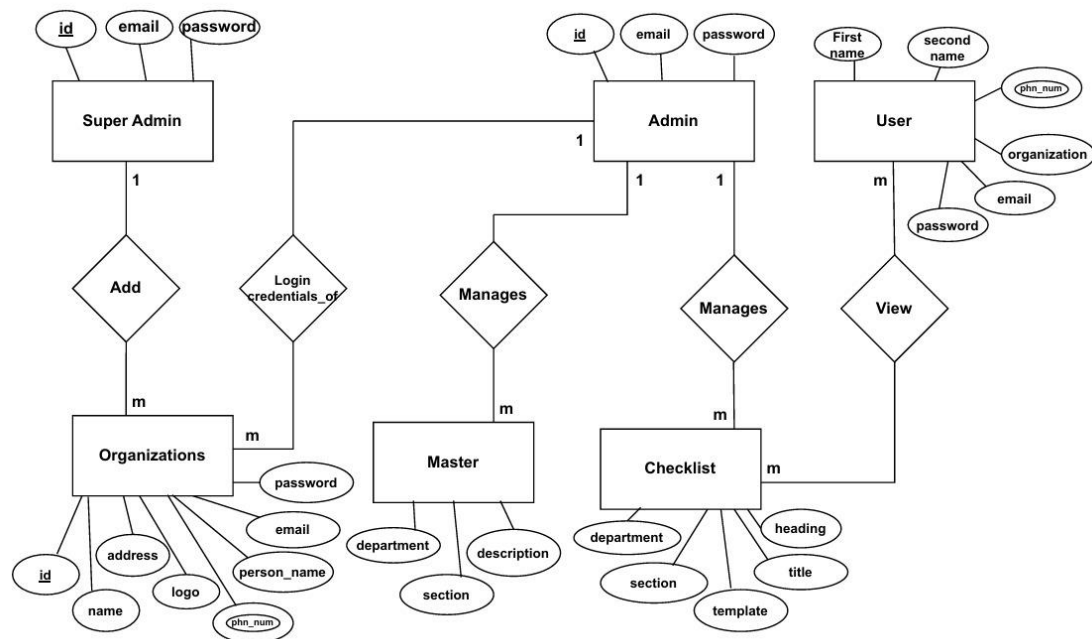 id
email
password
id
email
password
First
name
second
name
phn_num
Super Admin
Admin
User
organization
email
password
1
1
1
1
m
Add
Login
credentials_of
Manages
Manages
View
m
m
m
m
m
Organizations
Master
Checklist
password
email
person_name
phn_num
logo
address
name
id
department
section
description
department
section
template
title
heading